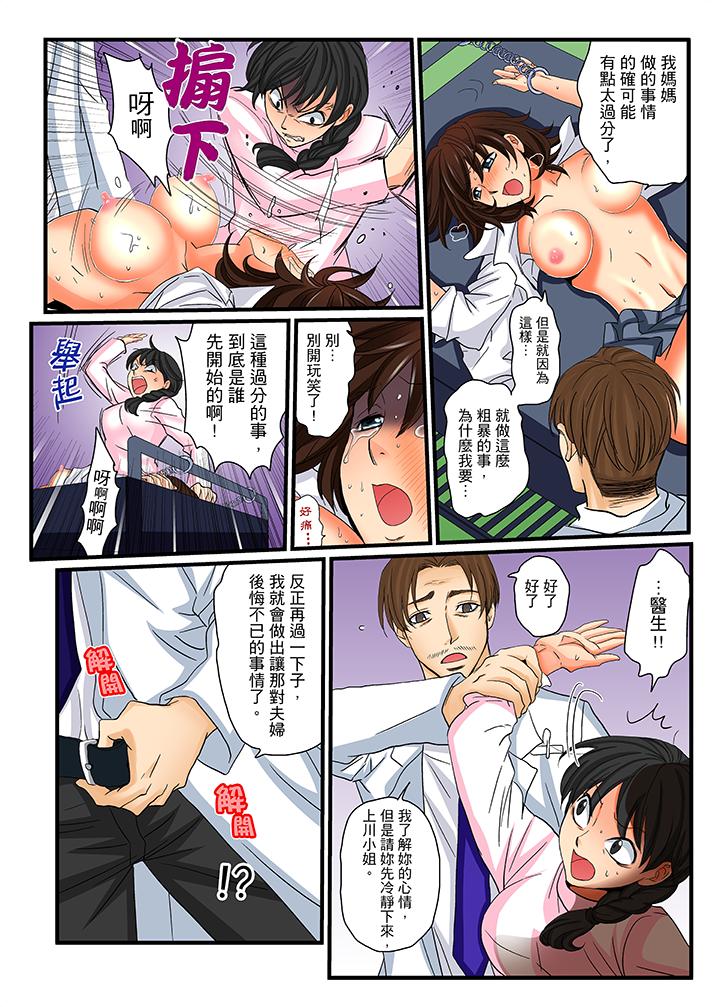 我媽媽
做的事情
的確可能
有點太過分了，
但是就因為
這樣…
就做這麼
粗暴的事，
為什麼我要…
搧下
呀啊
別…
別開玩笑了！
好痛…
這種過分的事，
到底是誰
先開始的啊！
舉起
呀啊啊啊
…醫生!!
好了
好了
我了解妳的心情，
但是請妳先冷靜下來，
上川小姐。
反正再過一下子，
我就會做出讓那對夫婦
後悔不已的事情了。
解開
解開
!?